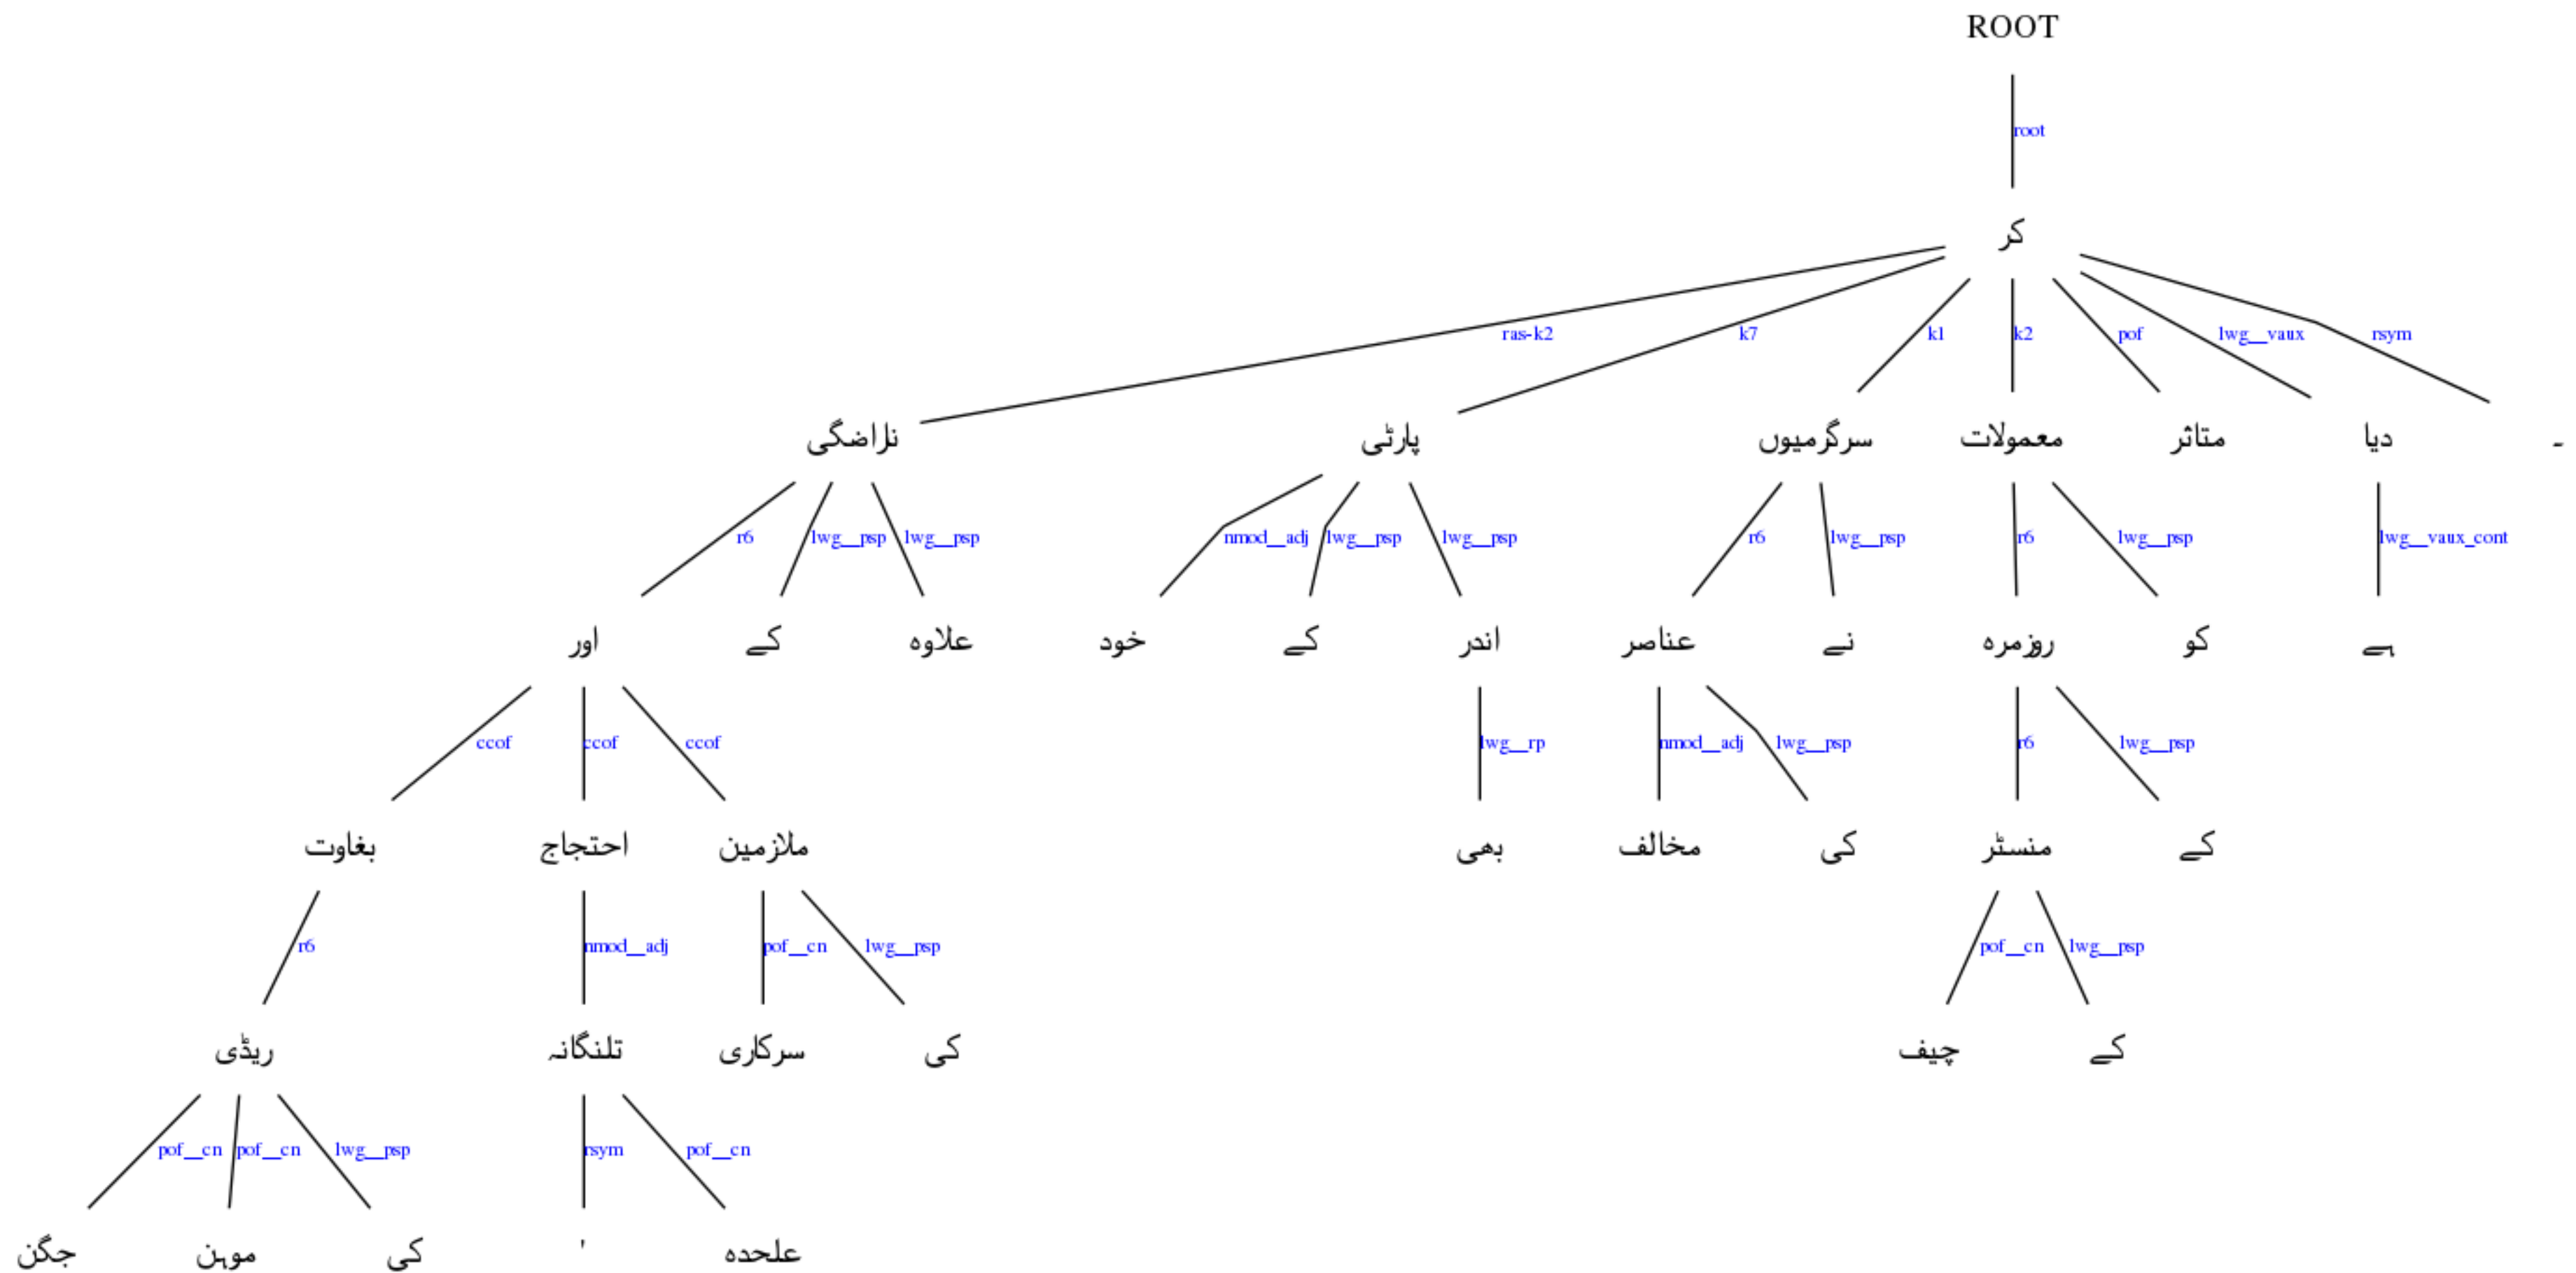 ROOT
root
کر
ras-k2 k7 k1 k2 pof lwg__vaux rsym
ناراضگی پارٹی سرگرمیوں معمولات متاثر دیا ۔
r6 lwg__psp lwg__psp nmod__adj lwg__psp lwg__psp r6 lwg__psp r6 lwg__psp lwg__vaux_cont
اور کے علاوہ خود کے اندر عناصر نے روزمرہ کو ہے
ccof ccof ccof lwg__rp nmod__adj lwg__psp r6 lwg__psp
بغاوت احتجاج ملازمین بھی مخالف کی منسٹر کے
r6 nmod__adj pof__cn lwg__psp pof__cn lwg__psp
ریڈی تلنگانہ سرکاری کی چیف کے
pof__cn pof__cn lwg__psp rsym pof__cn
جگن موہن کی ' علحدہ